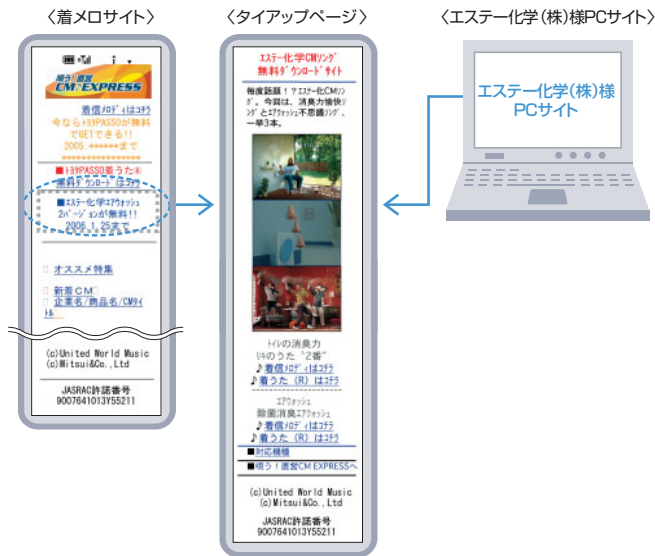 〈着メロサイト〉
唄う!直営
CM EXPRESS
着信ﾒﾛﾃﾞｨはｺﾁﾗ
今ならﾄﾖﾀPASSOが無料
でGETできる!!
2005.******まで
*****************
■ﾄﾖﾀPASSO着うた®
無料ﾀﾞｳﾝﾛｰﾄﾞはｺﾁﾗ
■ｴｽﾃｰ化学ｴｱｳｫｯｼｭ
2ﾊﾞｰｼﾞｮﾝが無料!!
2006.1.25まで
オススメ特集
新着ＣＭ
企業名/商品名/CMﾀｲ
ﾄﾙ
(c)United World Music
(c)Mitsui&Co.,Ltd
JASRAC許諾番号
9007641013Y55211
〈タイアップページ〉
ｴｽﾃｰ化学CMｿﾝｸﾞ
無料ﾀﾞｳﾝﾛｰﾄﾞｻｲﾄ
毎度話題!？ｴｽﾃｰ化CMｿﾝ
ｸﾞ。今回は、消臭力愉快ｿ
ﾝｸﾞとｴｱｳｫｯｼｭ不思議ｿﾝｸﾞ、
一挙3本。
ﾄｲﾚの消臭力
ﾘｷのうた "2番"
♪着信ﾒﾛﾃﾞｨはｺﾁﾗ
♪着うた（R）はｺﾁﾗ
ｴｱｳｫｯｼｭ
除菌消臭ｴｱｳｫｯｼｭ
♪着信ﾒﾛﾃﾞｨはｺﾁﾗ
♪着うた（R）はｺﾁﾗ
■対応機種
■唄う!直営CM EXPRESSへ
(c)United World Music
(c)Mitsui&Co.,Ltd
JASRAC許諾番号
9007641013Y55211
〈エステー化学(株)様PCサイト〉
エステー化学(株)様
PCサイト